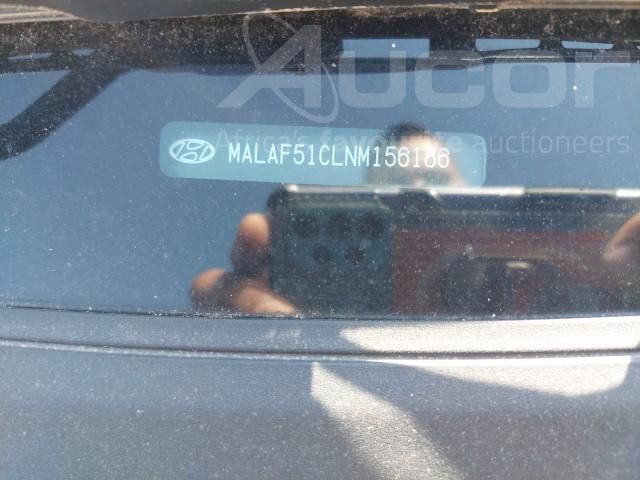 Aucor
Africa's favourite auctioneers
MALAF51CLNM156186